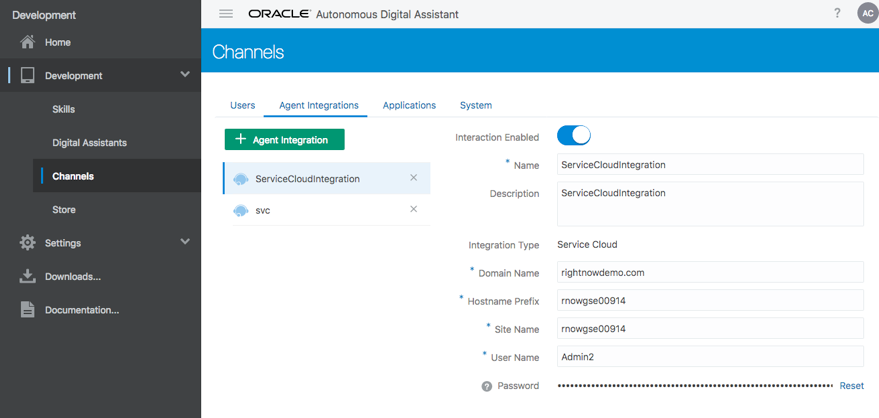 Development
Home
Development
Skills
Digital Assistants
Channels
Store
Settings
Downloads...
Documentation...
ORACLE® Autonomous Digital Assistant
? AC
Channels
Users Agent Integrations Applications System
+ Agent Integration
ServiceCloudIntegration ×
svc ×
Interaction Enabled
* Name ServiceCloudIntegration
Description ServiceCloudIntegration
Integration Type Service Cloud
* Domain Name rightnowdemo.com
* Hostname Prefix rnowgse00914
* Site Name rnowgse00914
* User Name Admin2
? Password Reset